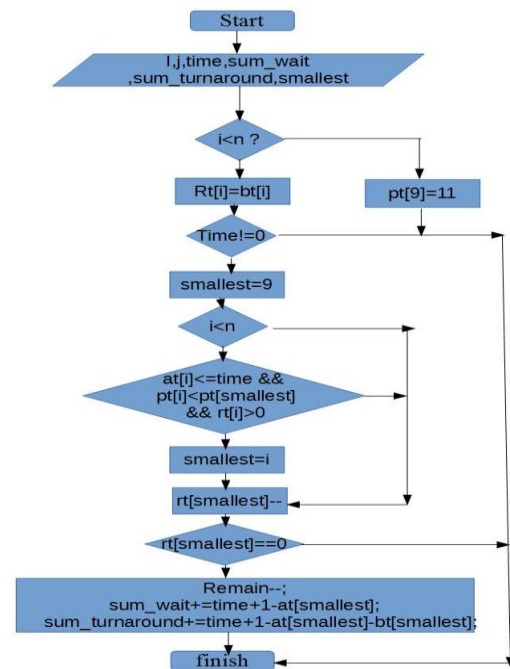 Start
I,j,time,sum_wait
,sum_turnaround,smallest
i<n ?
Rt[i]=bt[i]
pt[9]=11
Time!=0
smallest=9
i<n
at[i]<=time &&
pt[i]<pt[smallest]
&& rt[i]>0
smallest=i
rt[smallest]--
rt[smallest]==0
Remain--;
sum_wait+=time+1-at[smallest];
sum_turnaround+=time+1-at[smallest]-bt[smallest];
finish